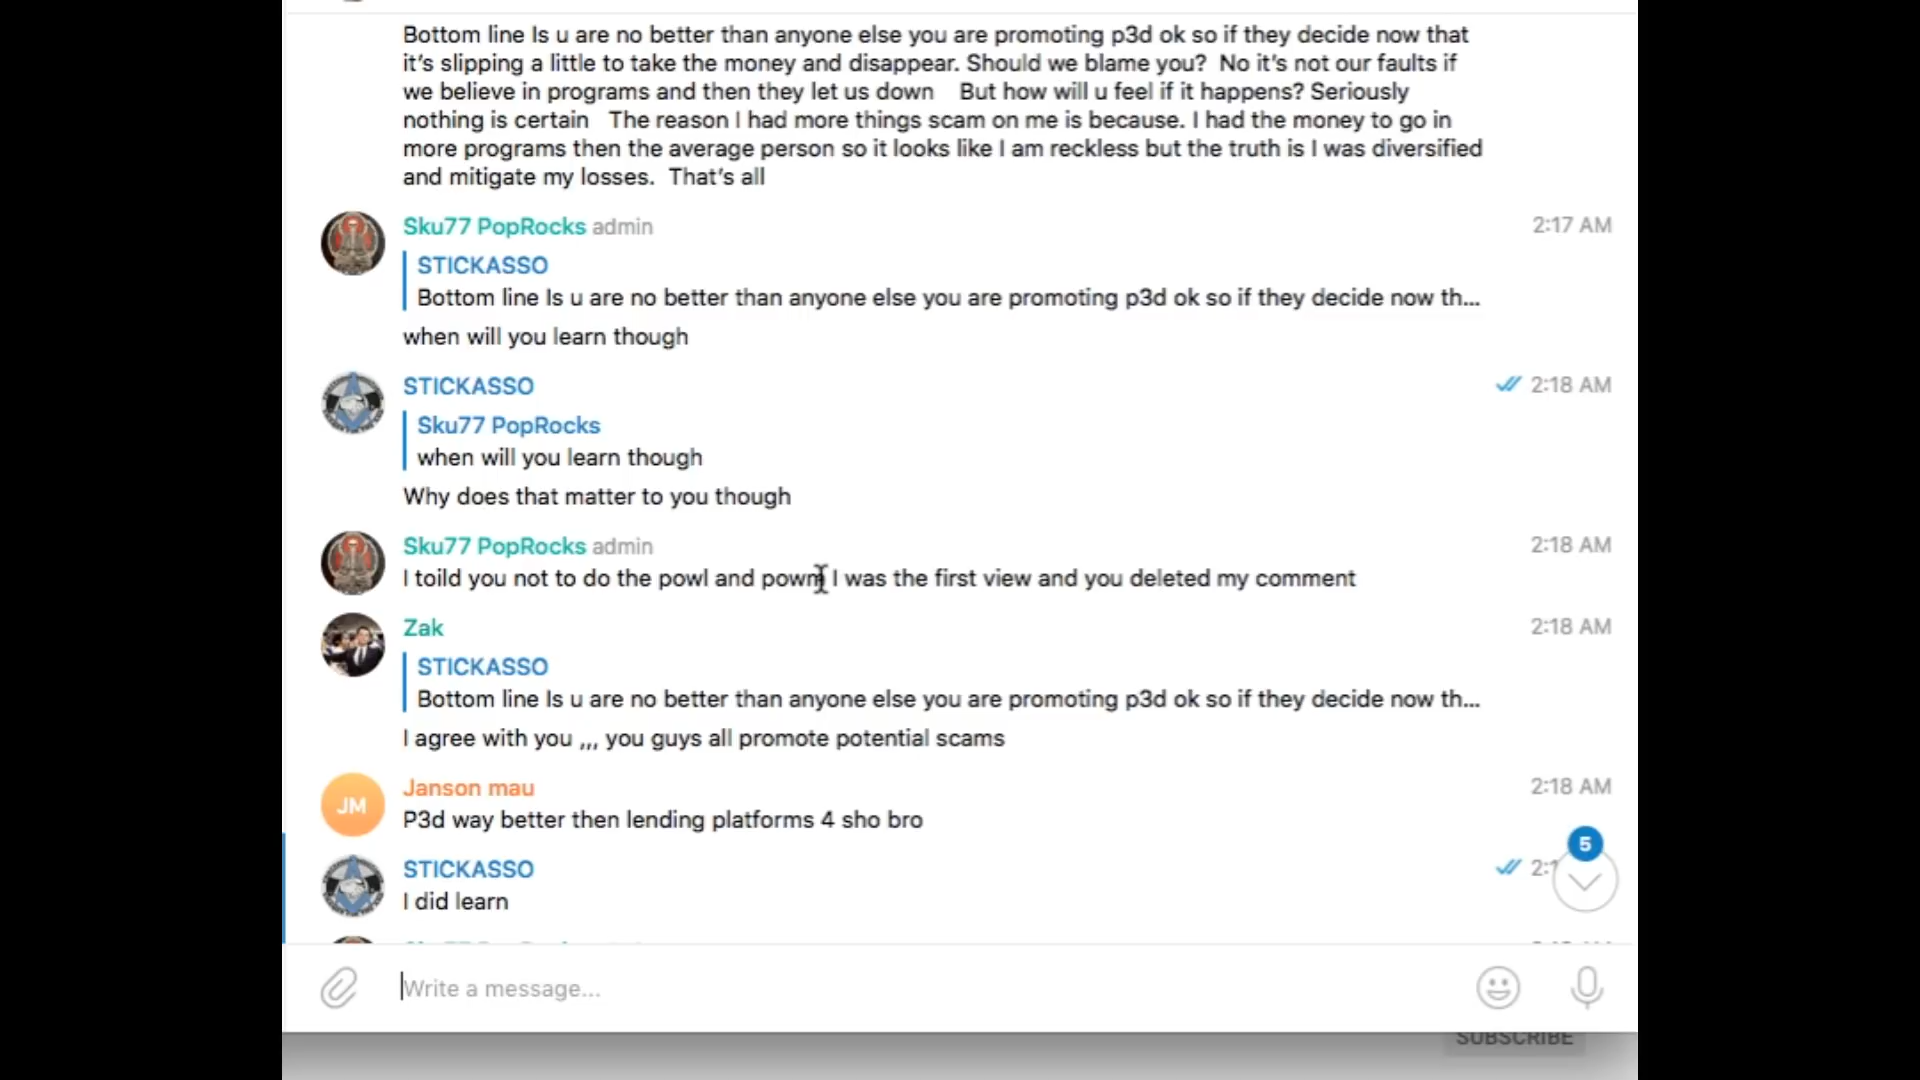 Bottom line Is u are no better than anyone else you are promoting p3d ok so if they decide now that
it's slipping a little to take the money and disappear. Should we blame you?  No it's not our faults if
we believe in programs and then they let us down    But how will u feel if it happens? Seriously
nothing is certain   The reason I had more things scam on me is because. I had the money to go in
more programs then the average person so it looks like I am reckless but the truth is I was diversified
and mitigate my losses.  That's all
Sku77 PopRocks admin 2:17 AM
STICKASSO
Bottom line Is u are no better than anyone else you are promoting p3d ok so if they decide now th...
when will you learn though
STICKASSO 2:18 AM
Sku77 PopRocks
when will you learn though
Why does that matter to you though
Sku77 PopRocks admin 2:18 AM
I toild you not to do the powl and powm I was the first view and you deleted my comment
Zak 2:18 AM
STICKASSO
Bottom line Is u are no better than anyone else you are promoting p3d ok so if they decide now th...
I agree with you ,,, you guys all promote potential scams
Janson mau 2:18 AM
JM
P3d way better then lending platforms 4 sho bro
5
STICKASSO
I did learn
Write a message...
SUBSCRIBE